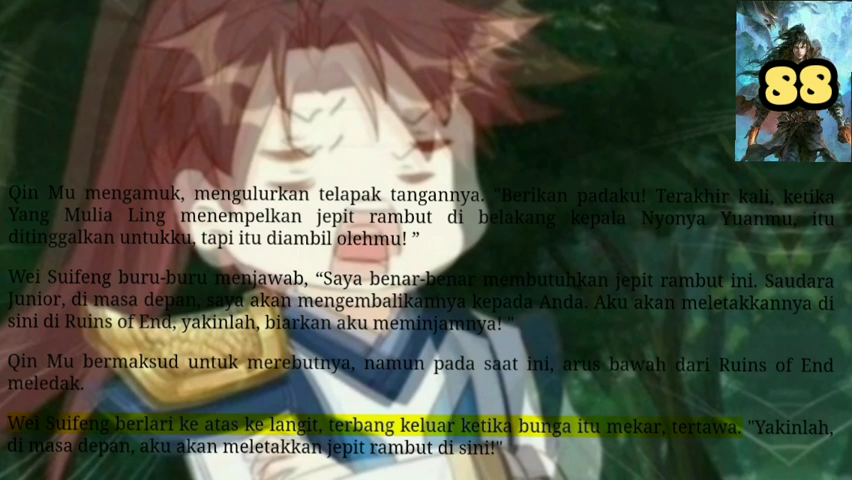 88
Qin Mu mengamuk, mengulurkan telapak tangannya. "Berikan padaku! Terakhir kali, ketika
Yang Mulia Ling menempelkan jepit rambut di belakang kepala Nyonya Yuanmu, itu
ditinggalkan untukku, tapi itu diambil olehmu! ”
Wei Suifeng buru-buru menjawab, “Saya benar-benar membutuhkan jepit rambut ini. Saudara
Junior, di masa depan, saya akan mengembalikannya kepada Anda. Aku akan meletakkannya di
sini di Ruins of End, yakinlah, biarkan aku meminjamnya! ”
Qin Mu bermaksud untuk merebutnya, namun pada saat ini, arus bawah dari Ruins of End
meledak.
Wei Suifeng berlari ke atas ke langit, terbang keluar ketika bunga itu mekar, tertawa. "Yakinlah,
di masa depan, aku akan meletakkan jepit rambut di sini!"